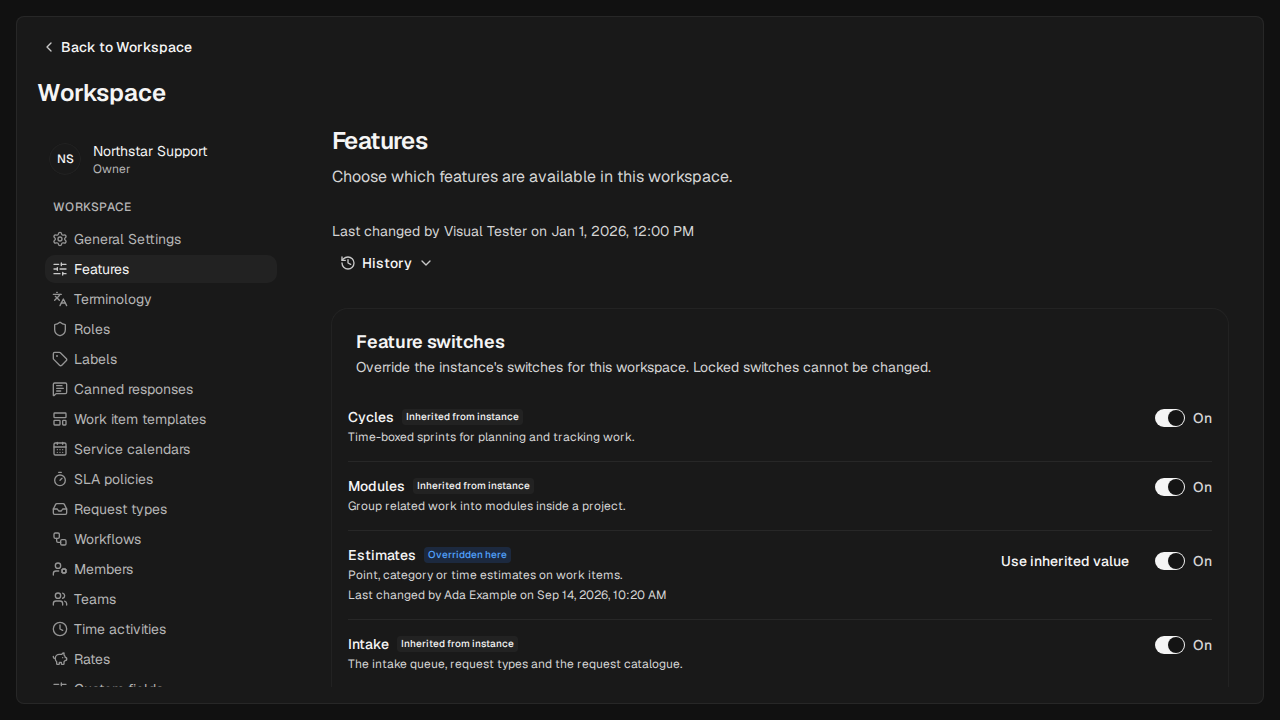 Back to Workspace
Workspace
NS
Northstar Support
Owner
WORKSPACE
General Settings
Features
Terminology
Roles
Labels
Canned responses
Work item templates
Service calendars
SLA policies
Request types
Workflows
Members
Teams
Time activities
Rates
Features
Choose which features are available in this workspace.
Last changed by Visual Tester on Jan 1, 2026, 12:00 PM
History
Feature switches
Override the instance's switches for this workspace. Locked switches cannot be changed.
Cycles Inherited from instance On
Time-boxed sprints for planning and tracking work.
Modules Inherited from instance On
Group related work into modules inside a project.
Estimates Overridden here Use inherited value On
Point, category or time estimates on work items.
Last changed by Ada Example on Sep 14, 2026, 10:20 AM
Intake Inherited from instance On
The intake queue, request types and the request catalogue.